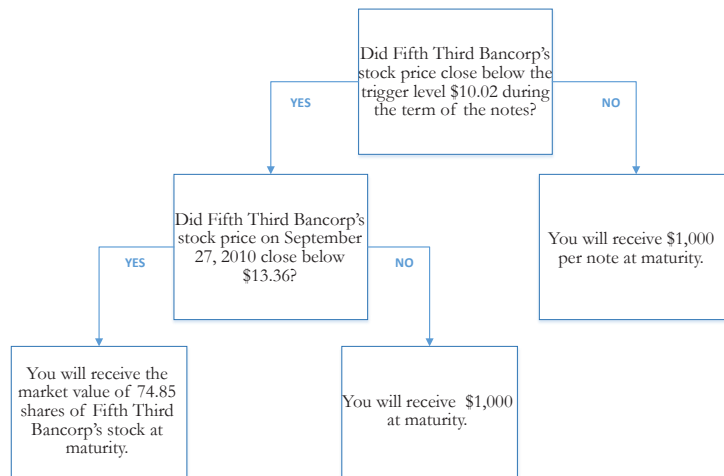 Did Fifth Third Bancorp's
stock price close below the
trigger level $10.02 during
the term of the notes?
YES
NO
Did Fifth Third Bancorp's
stock price on September
27, 2010 close below
$13.36?
You will receive $1,000
per note at maturity.
YES
NO
You will receive the
market value of 74.85
shares of Fifth Third
Bancorp's stock at
maturity.
You will receive $1,000
at maturity.